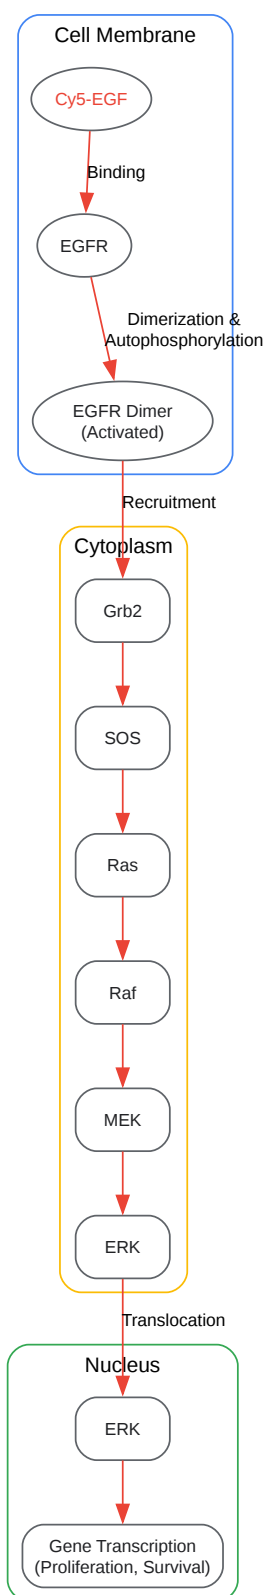 Cell Membrane
Cy5-EGF
Binding
EGFR
Dimerization &
Autophosphorylation
EGFR Dimer
(Activated)
Recruitment
Cytoplasm
Grb2
SOS
Ras
Raf
MEK
ERK
Translocation
Nucleus
ERK
Gene Transcription
(Proliferation, Survival)